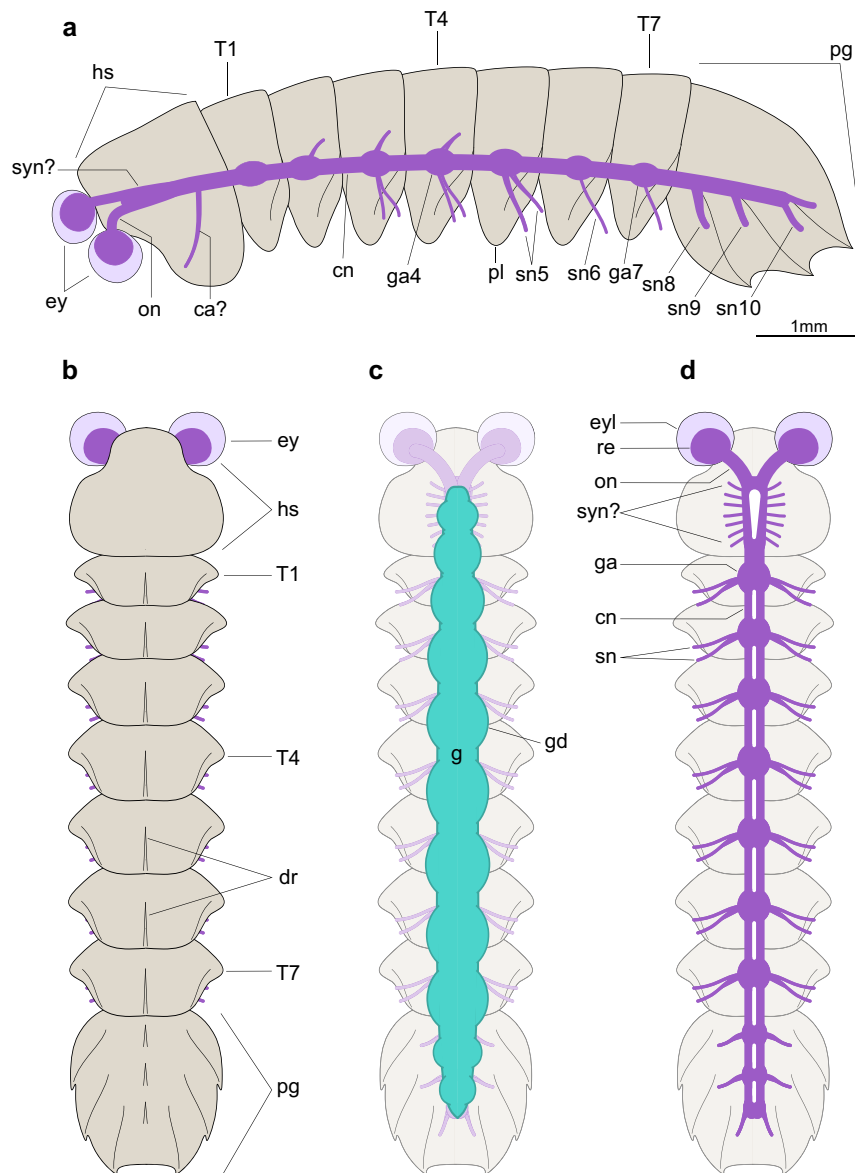 a
T4
T1
T7
pg
hs
syn?
cn
ga4
pl
sn5
sn6
ga7
sn8
ey
on
ca?
sn9
sn10
1mm
b
c
d
ey
hs
T1
T4
dr
T7
pg
g
gd
eyl
re
on
syn?
ga
cn
sn